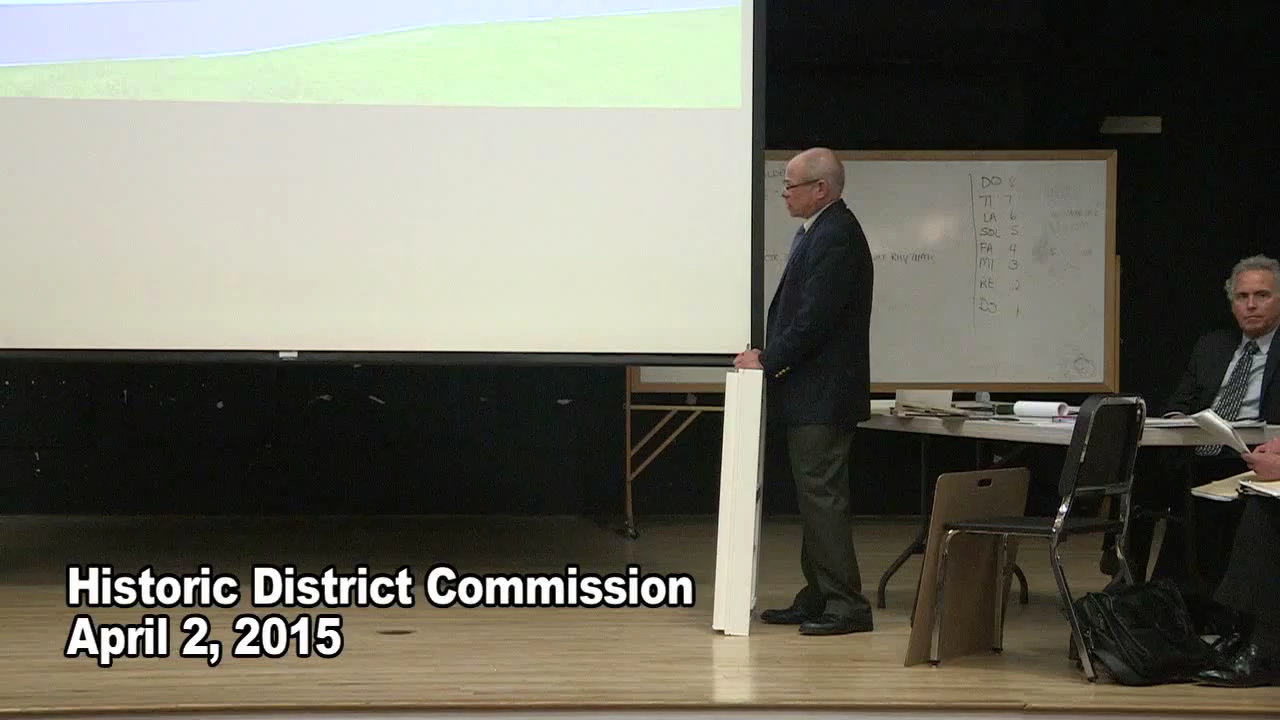 DO 8
TI 7
LA 6
SOL 5
FA 4
MI 3
RE 2
DO 1
Historic District Commission
April 2, 2015